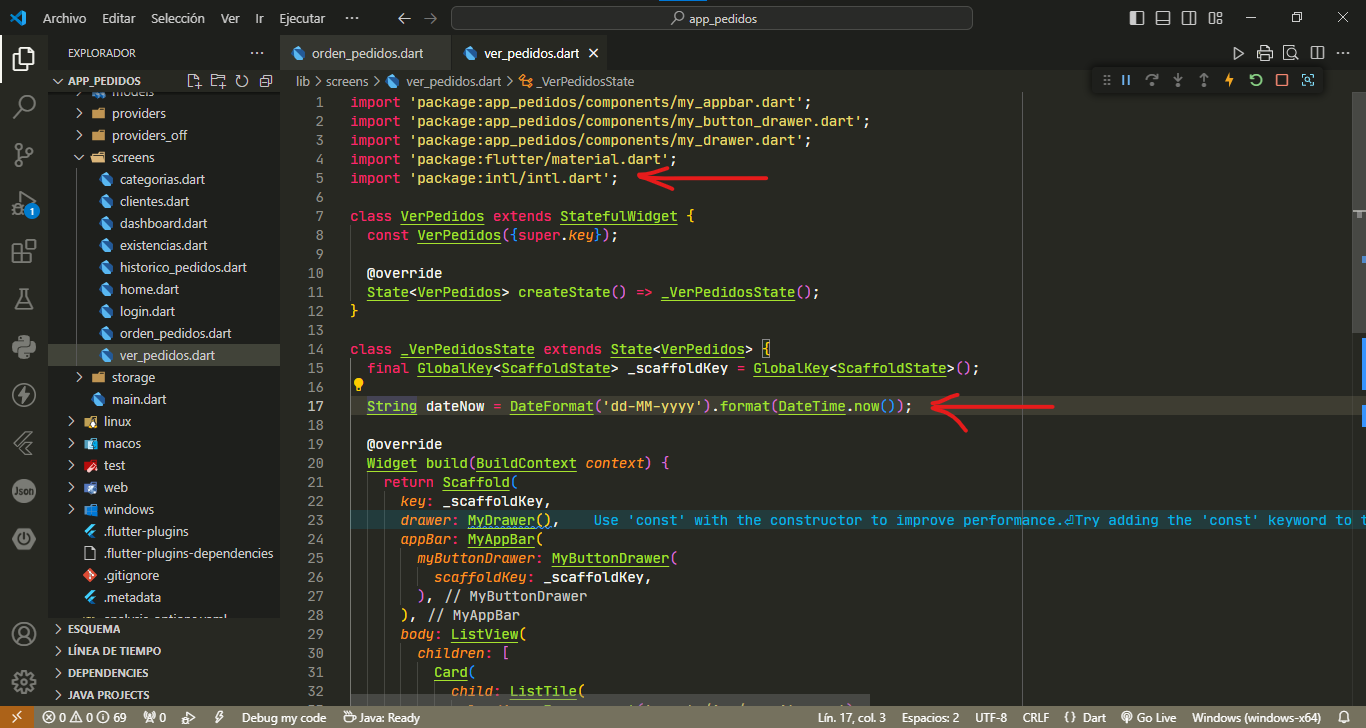 Archivo Editar Selección Ver Ir Ejecutar ··· app_pedidos
EXPLORADOR ···
APP_PEDIDOS
models
providers
providers_off
screens
categorias.dart
clientes.dart
dashboard.dart
existencias.dart
historico_pedidos.dart
home.dart
login.dart
orden_pedidos.dart
ver_pedidos.dart
storage
main.dart
linux
macos
test
web
windows
.flutter-plugins
.flutter-plugins-dependencies
.gitignore
.metadata
ESQUEMA
LÍNEA DE TIEMPO
DEPENDENCIES
JAVA PROJECTS
1
Json
orden_pedidos.dart ver_pedidos.dart
lib > screens > ver_pedidos.dart > _VerPedidosState
1 import 'package:app_pedidos/components/my_appbar.dart';
2 import 'package:app_pedidos/components/my_button_drawer.dart';
3 import 'package:app_pedidos/components/my_drawer.dart';
4 import 'package:flutter/material.dart';
5 import 'package:intl/intl.dart';
6
7 class VerPedidos extends StatefulWidget {
8 const VerPedidos({super.key});
9
10 @override
11 State<VerPedidos> createState() => _VerPedidosState();
12 }
13
14 class _VerPedidosState extends State<VerPedidos> {
15 final GlobalKey<ScaffoldState> _scaffoldKey = GlobalKey<ScaffoldState>();
16
17 String dateNow = DateFormat('dd-MM-yyyy').format(DateTime.now());
18
19 @override
20 Widget build(BuildContext context) {
21 return Scaffold(
22 key: _scaffoldKey,
23 drawer: MyDrawer(), Use 'const' with the constructor to improve performance.⏎Try adding the 'const' keyword to t
24 appBar: MyAppBar(
25 myButtonDrawer: MyButtonDrawer(
26 scaffoldKey: _scaffoldKey,
27 ), // MyButtonDrawer
28 ), // MyAppBar
29 body: ListView(
30 children: [
31 Card(
32 child: ListTile(
0 0 69 0 Debug my code Java: Ready Lín. 17, col. 3 Espacios: 2 UTF-8 CRLF {} Dart Go Live Windows (windows-x64)